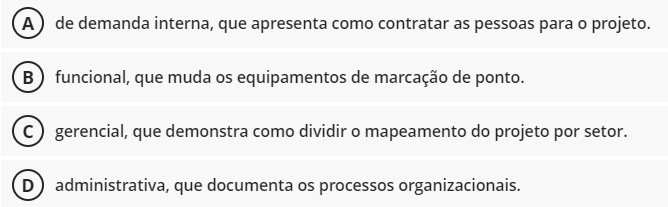 A de demanda interna, que apresenta como contratar as pessoas para o projeto.
B funcional, que muda os equipamentos de marcação de ponto.
C gerencial, que demonstra como dividir o mapeamento do projeto por setor.
D administrativa, que documenta os processos organizacionais.